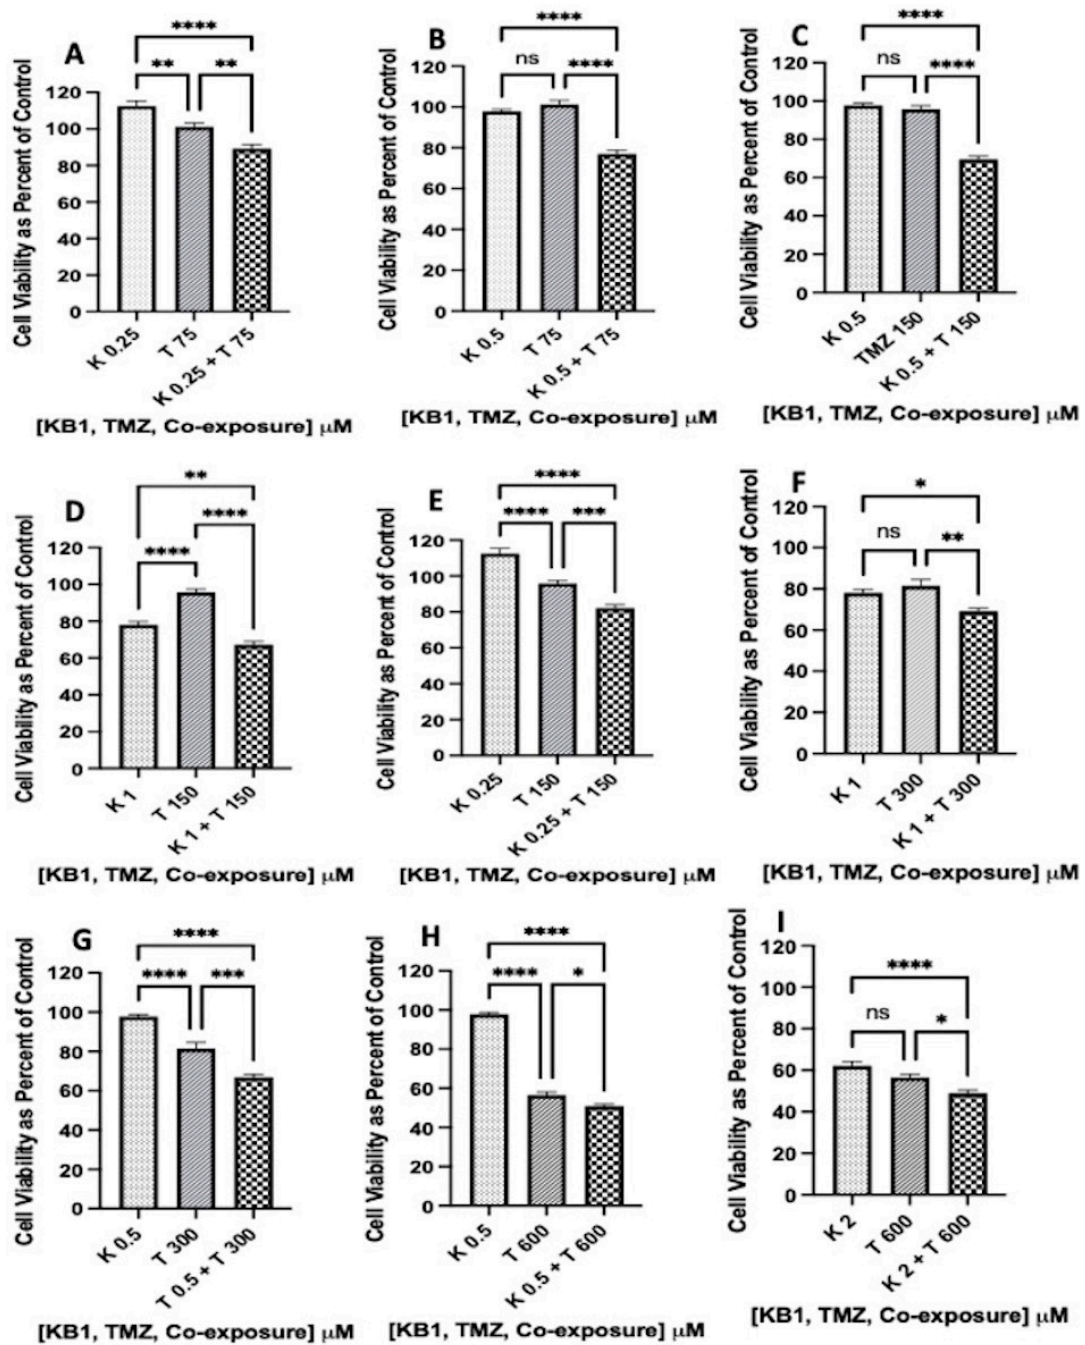 A
****
** **
Cell Viability as Percent of Control
120
100
80
60
40
20
0
K 0.25
T 75
K 0.25 + T 75
[KB1, TMZ, Co-exposure] μM
B
****
ns ****
Cell Viability as Percent of Control
120
100
80
60
40
20
0
K 0.5
T 75
K 0.5 + T 75
[KB1, TMZ, Co-exposure] μM
C
****
ns ****
Cell Viability as Percent of Control
120
100
80
60
40
20
0
K 0.5
TMZ 150
K 0.5 + T 150
[KB1, TMZ, Co-exposure] μM
D
**
****
****
Cell Viability as Percent of Control
120
100
80
60
40
20
0
K 1
T 150
K 1 + T 150
[KB1, TMZ, Co-exposure] μM
E
****
**** ***
Cell Viability as Percent of Control
120
100
80
60
40
20
0
K 0.25
T 150
K 0.25 + T 150
[KB1, TMZ, Co-exposure] μM
F
*
ns **
Cell Viability as Percent of Control
120
100
80
60
40
20
0
K 1
T 300
K 1 + T 300
[KB1, TMZ, Co-exposure] μM
G
****
**** ***
Cell Viability as Percent of Control
120
100
80
60
40
20
0
K 0.5
T 300
T 0.5 + T 300
[KB1, TMZ, Co-exposure] μM
H
****
**** *
Cell Viability as Percent of Control
120
100
80
60
40
20
0
K 0.5
T 600
K 0.5 + T 600
[KB1, TMZ, Co-exposure] μM
I
****
ns *
Cell Viability as Percent of Control
120
100
80
60
40
20
0
K 2
T 600
K 2 + T 600
[KB1, TMZ, Co-exposure] μM